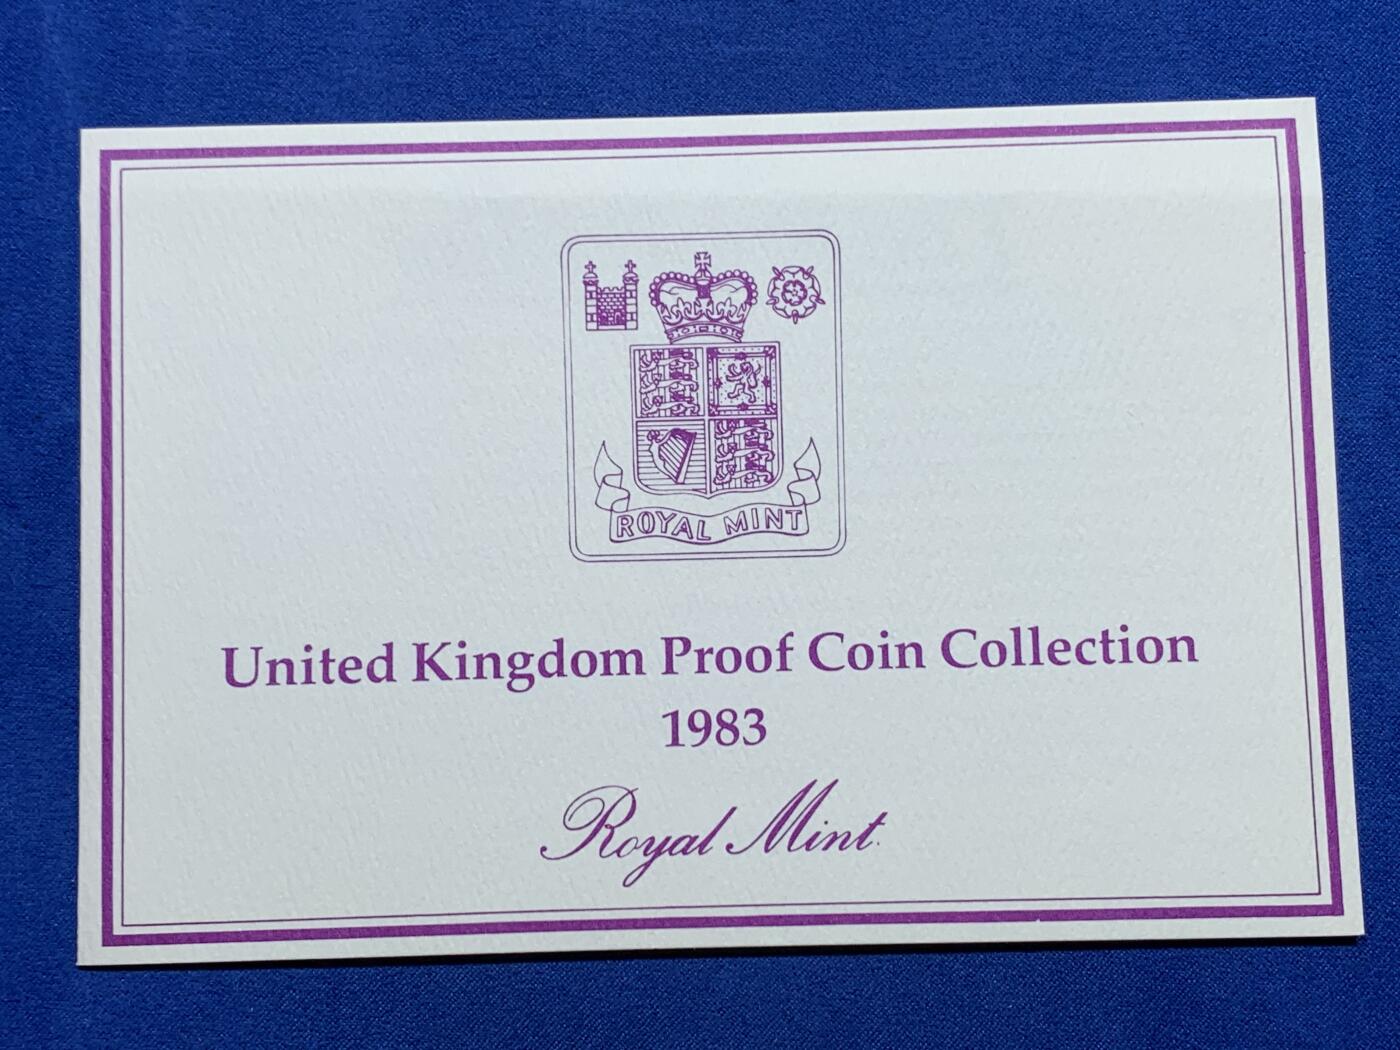 ROYAL MINT
United Kingdom Proof Coin Collection
1983
Royal Mint